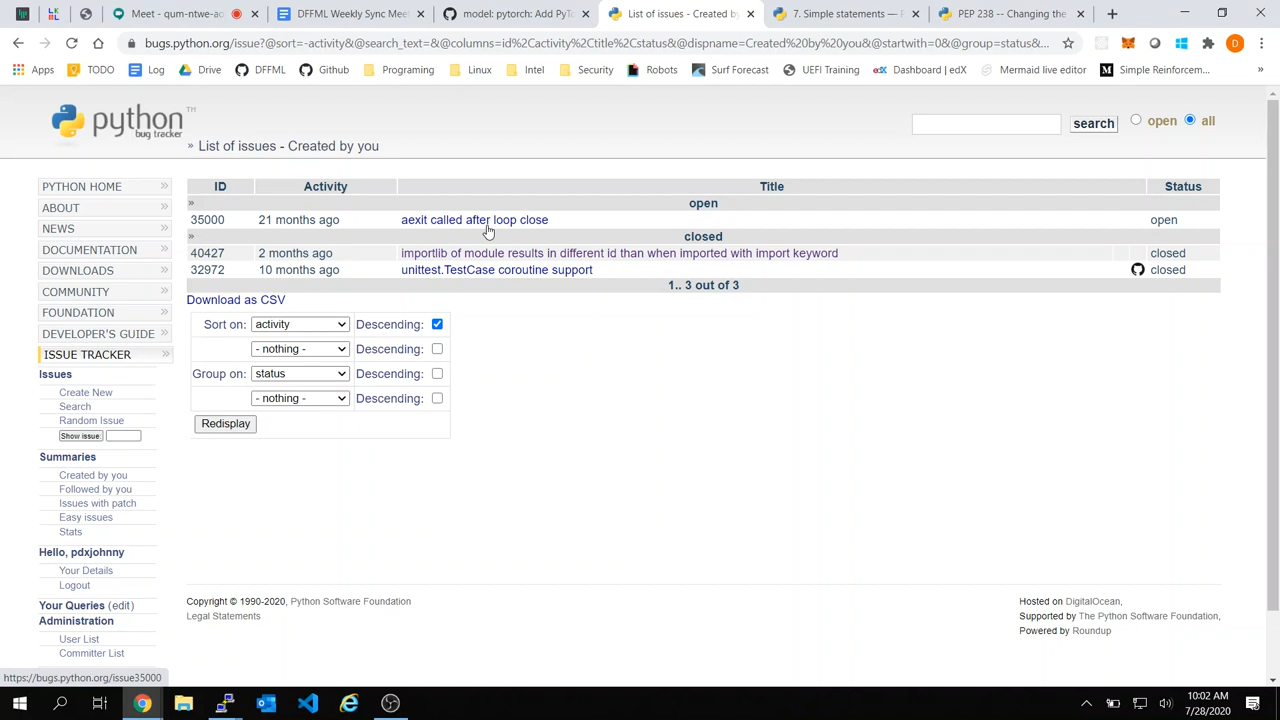 Meet - qum-ntwe-ao
DFFML Weekly Sync Mee
model: pytorch: Add PyTo
List of issues - Created b
7. Simple statements — P
PEP 238 -- Changing the
bugs.python.org/issue?@sort=-activity&@search_text=&@columns=id%2Cactivity%2Ctitle%2Cstatus&@dispname=Created%20by%20you&@startwith=0&@group=status&...
D
Apps
TODO
Log
Drive
DFFML
Github
Programing
Linux
Intel
Security
Robots
Surf Forecast
UEFI Training
Dashboard | edX
Mermaid live editor
Simple Reinforcem...
»
python TM
bug tracker
» List of issues - Created by you
search open all
PYTHON HOME »
ABOUT »
NEWS »
DOCUMENTATION »
DOWNLOADS »
COMMUNITY »
FOUNDATION »
DEVELOPER'S GUIDE »
ISSUE TRACKER »
Issues
Create New
Search
Random Issue
Show issue
Summaries
Created by you
Followed by you
Issues with patch
Easy issues
Stats
Hello, pdxjohnny
Your Details
Logout
Your Queries (edit)
Administration
User List
Committer List
ID Activity Title Status
» open
35000 21 months ago aexit called after loop close open
» closed
40427 2 months ago importlib of module results in different id than when imported with import keyword closed
32972 10 months ago unittest.TestCase coroutine support closed
1.. 3 out of 3
Download as CSV
Sort on: activity Descending:
- nothing - Descending:
Group on: status Descending:
- nothing - Descending:
Redisplay
Copyright © 1990-2020, Python Software Foundation
Legal Statements
Hosted on DigitalOcean,
Supported by The Python Software Foundation,
Powered by Roundup
https://bugs.python.org/issue35000
10:02 AM
7/28/2020